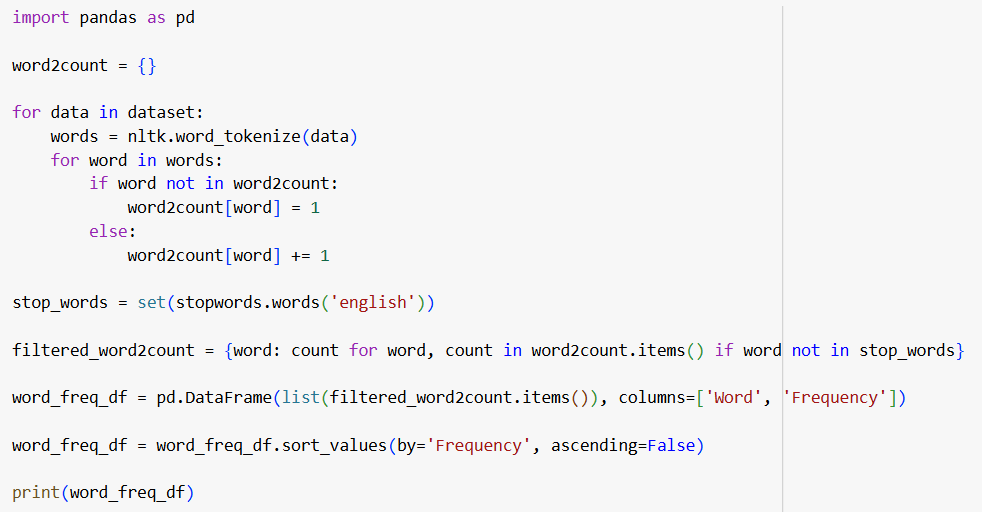 import pandas as pd
word2count = {}
for data in dataset:
    words = nltk.word_tokenize(data)
    for word in words:
        if word not in word2count:
            word2count[word] = 1
        else:
            word2count[word] += 1
stop_words = set(stopwords.words('english'))
filtered_word2count = {word: count for word, count in word2count.items() if word not in stop_words}
word_freq_df = pd.DataFrame(list(filtered_word2count.items()), columns=['Word', 'Frequency'])
word_freq_df = word_freq_df.sort_values(by='Frequency', ascending=False)
print(word_freq_df)